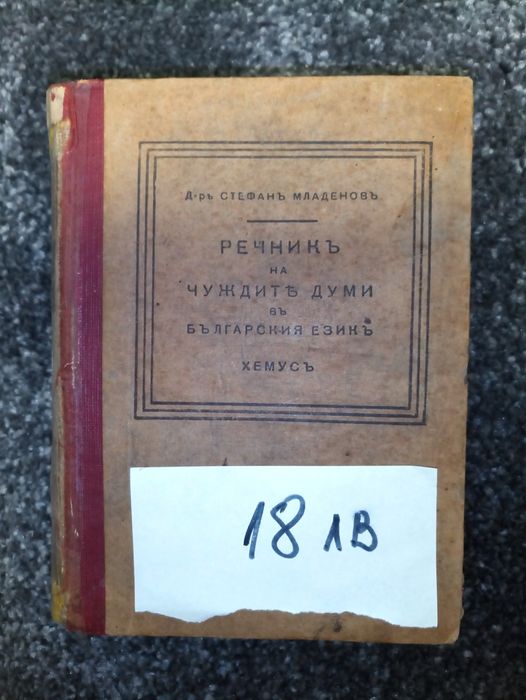 Д-ръ СТЕФАНЪ МЛАДЕНОВЪ
РЕЧНИКЪ
НА
ЧУЖДИТѢ ДУМИ
ВЪ
БЪЛГАРСКИЯ ЕЗИКЪ
ХЕМУСЪ
18 лв